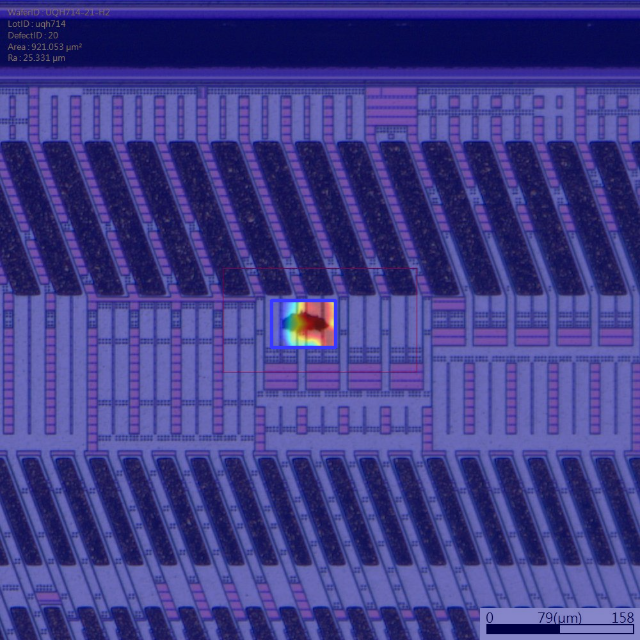 WaferID : UQH714-21-H2
LotID : uqh714
DefectID : 20
Area : 921.053 µm²
Ra : 25.331 µm
0 79(um) 158